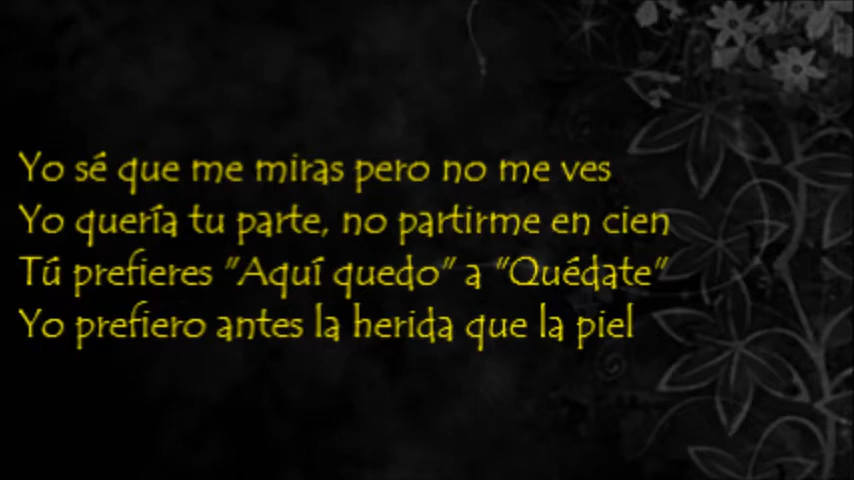 Yo sé que me miras pero no me ves
Yo quería tu parte, no partirme en cien
Tú prefieres "Aquí quedo" a "Quédate"
Yo prefiero antes la herida que la piel